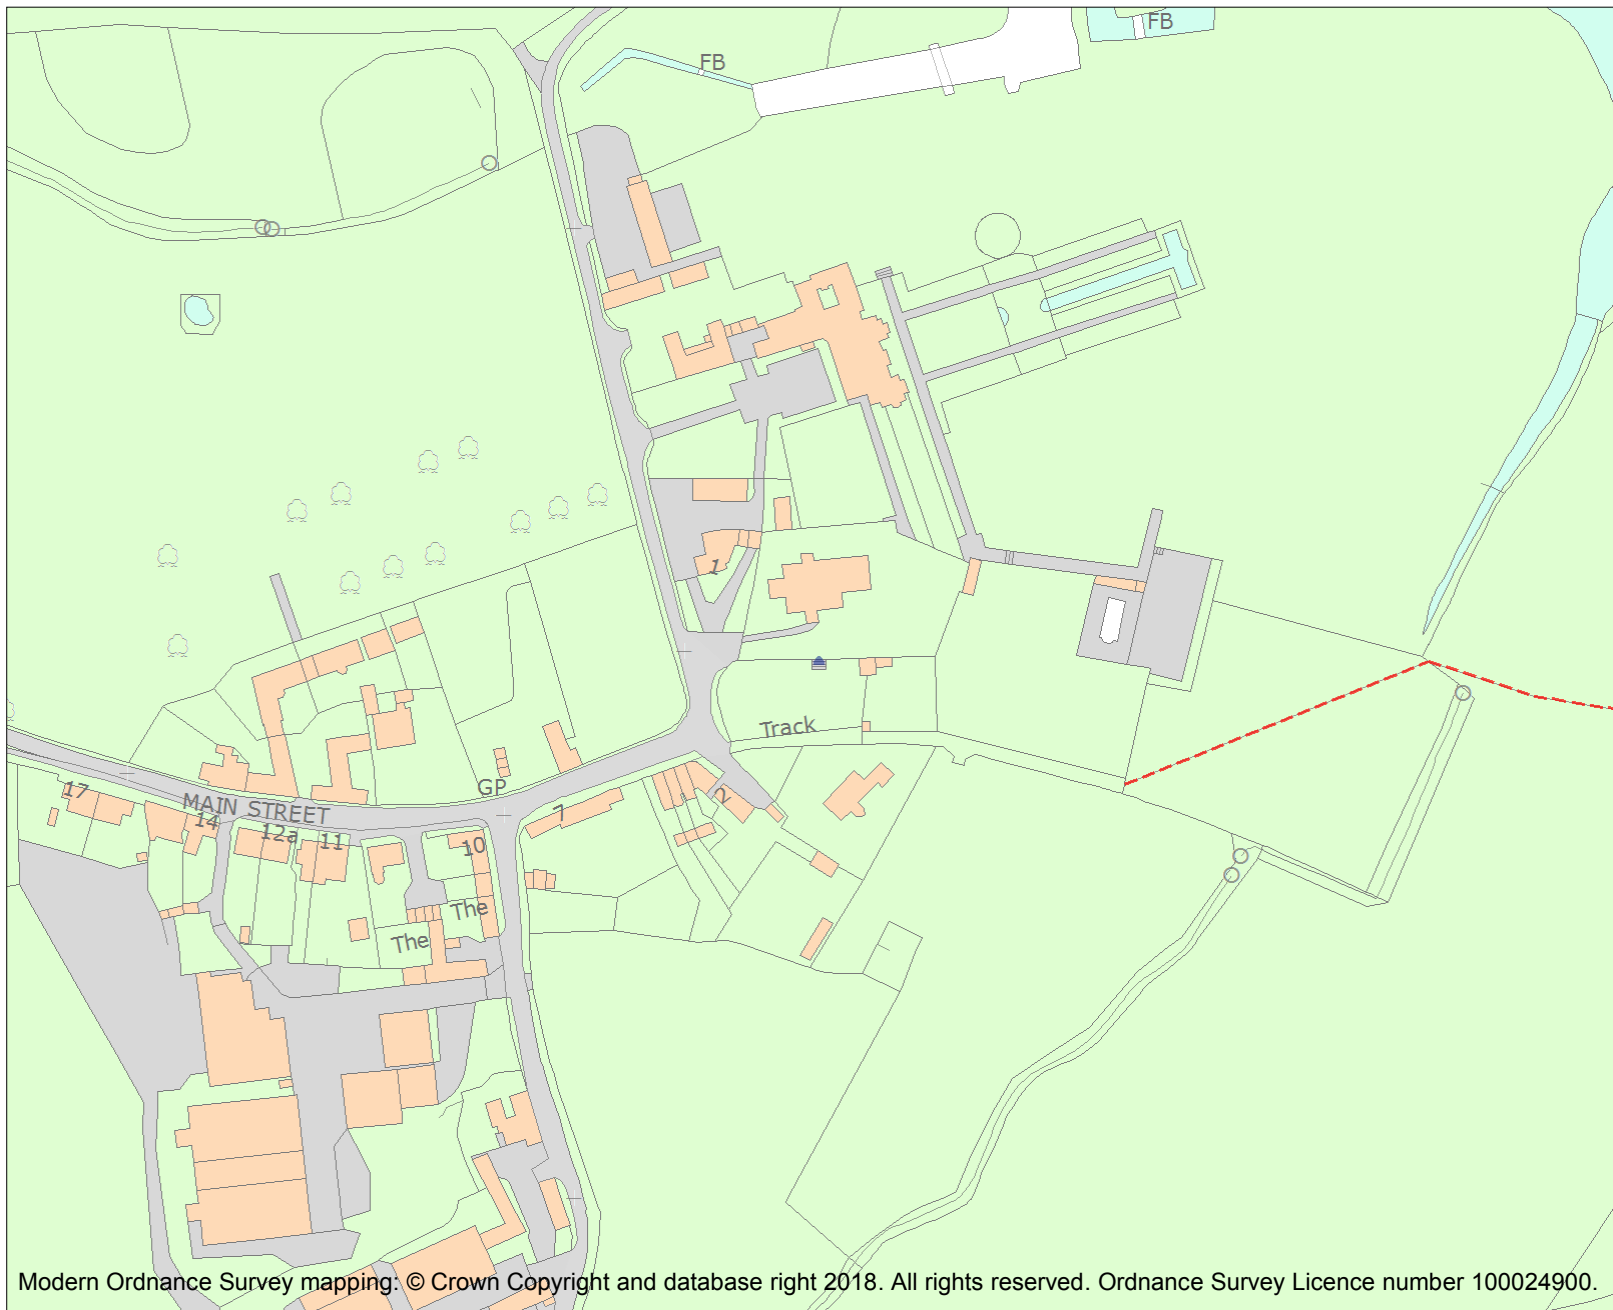 FB
FB
1
Track
GP
17
MAIN STREET
14
12a
11
7
2
10
The
The
Modern Ordnance Survey mapping: © Crown Copyright and database right 2018. All rights reserved. Ordnance Survey Licence number 100024900.